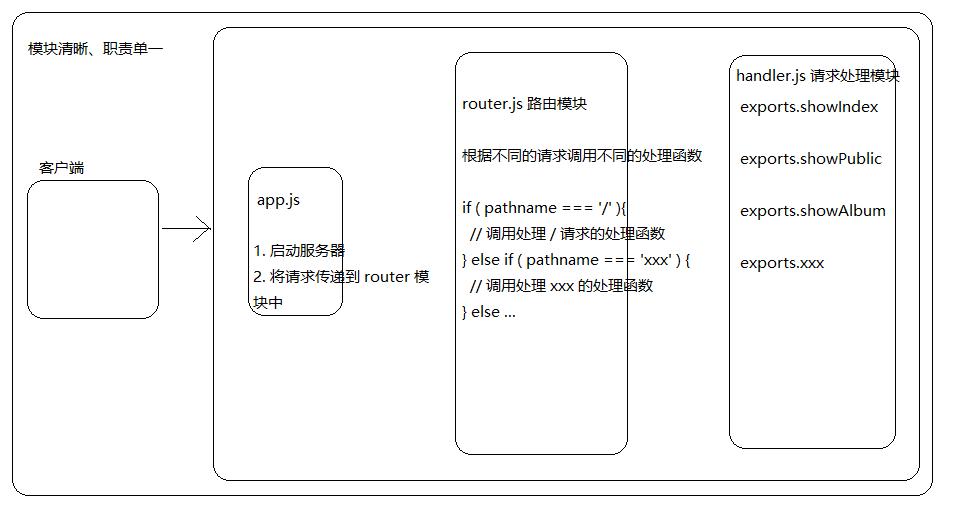 模块清晰、职责单一
客户端
app.js
1. 启动服务器
2. 将请求传递到 router 模
块中
router.js 路由模块
根据不同的请求调用不同的处理函数
if ( pathname === '/' ){
// 调用处理 / 请求的处理函数
} else if ( pathname === 'xxx' ) {
// 调用处理 xxx 的处理函数
} else ...
handler.js 请求处理模块
exports.showIndex
exports.showPublic
exports.showAlbum
exports.xxx